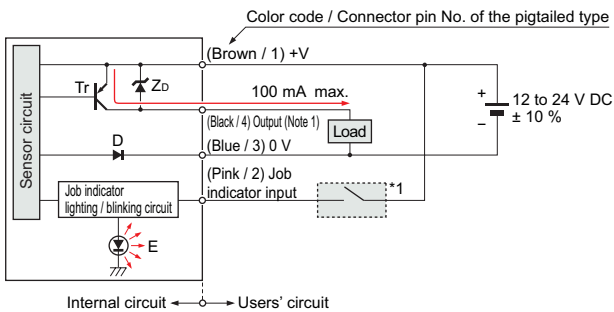 Color code / Connector pin No. of the pigtailed type
(Brown / 1) +V
Tr
ZD
100 mA max.
+
12 to 24 V DC
± 10 %
−
(Black / 4) Output (Note 1)
Load
Sensor circuit
D
(Blue / 3) 0 V
(Pink / 2) Job
indicator input
*1
Job indicator
lighting / blinking circuit
E
Internal circuit
Users' circuit